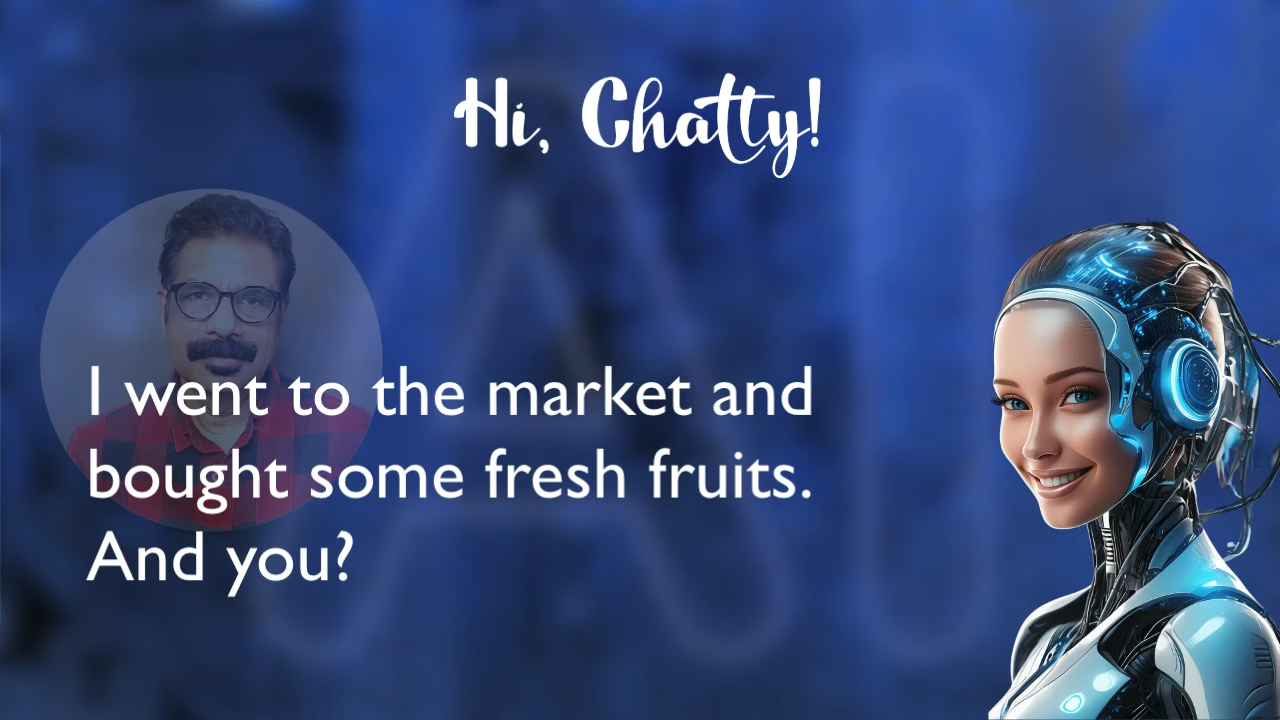 Hi, Chatty!
I went to the market and
bought some fresh fruits.
And you?